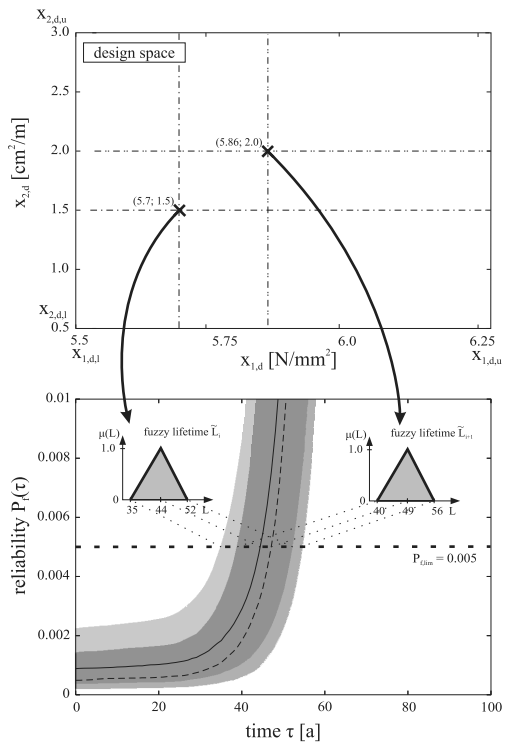 x2,d,u
3.0
design space
2.5
(5.86; 2.0)
2.0
x2,d [cm²/m]
(5.7; 1.5)
1.5
1.0
x2,d,l
0.5
5.5 5.75 6.0 6.25
x1,d,l x1,d [N/mm²] x1,d,u
0.01
μ(L) fuzzy lifetime L̃i μ(L) fuzzy lifetime L̃i+1
1.0 1.0
0.008
0 0
35 44 52 L 40 49 56 L
0.006
reliability Pf(τ)
Pf,lim = 0.005
0.004
0.002
0
0 20 40 60 80 100
time τ [a]